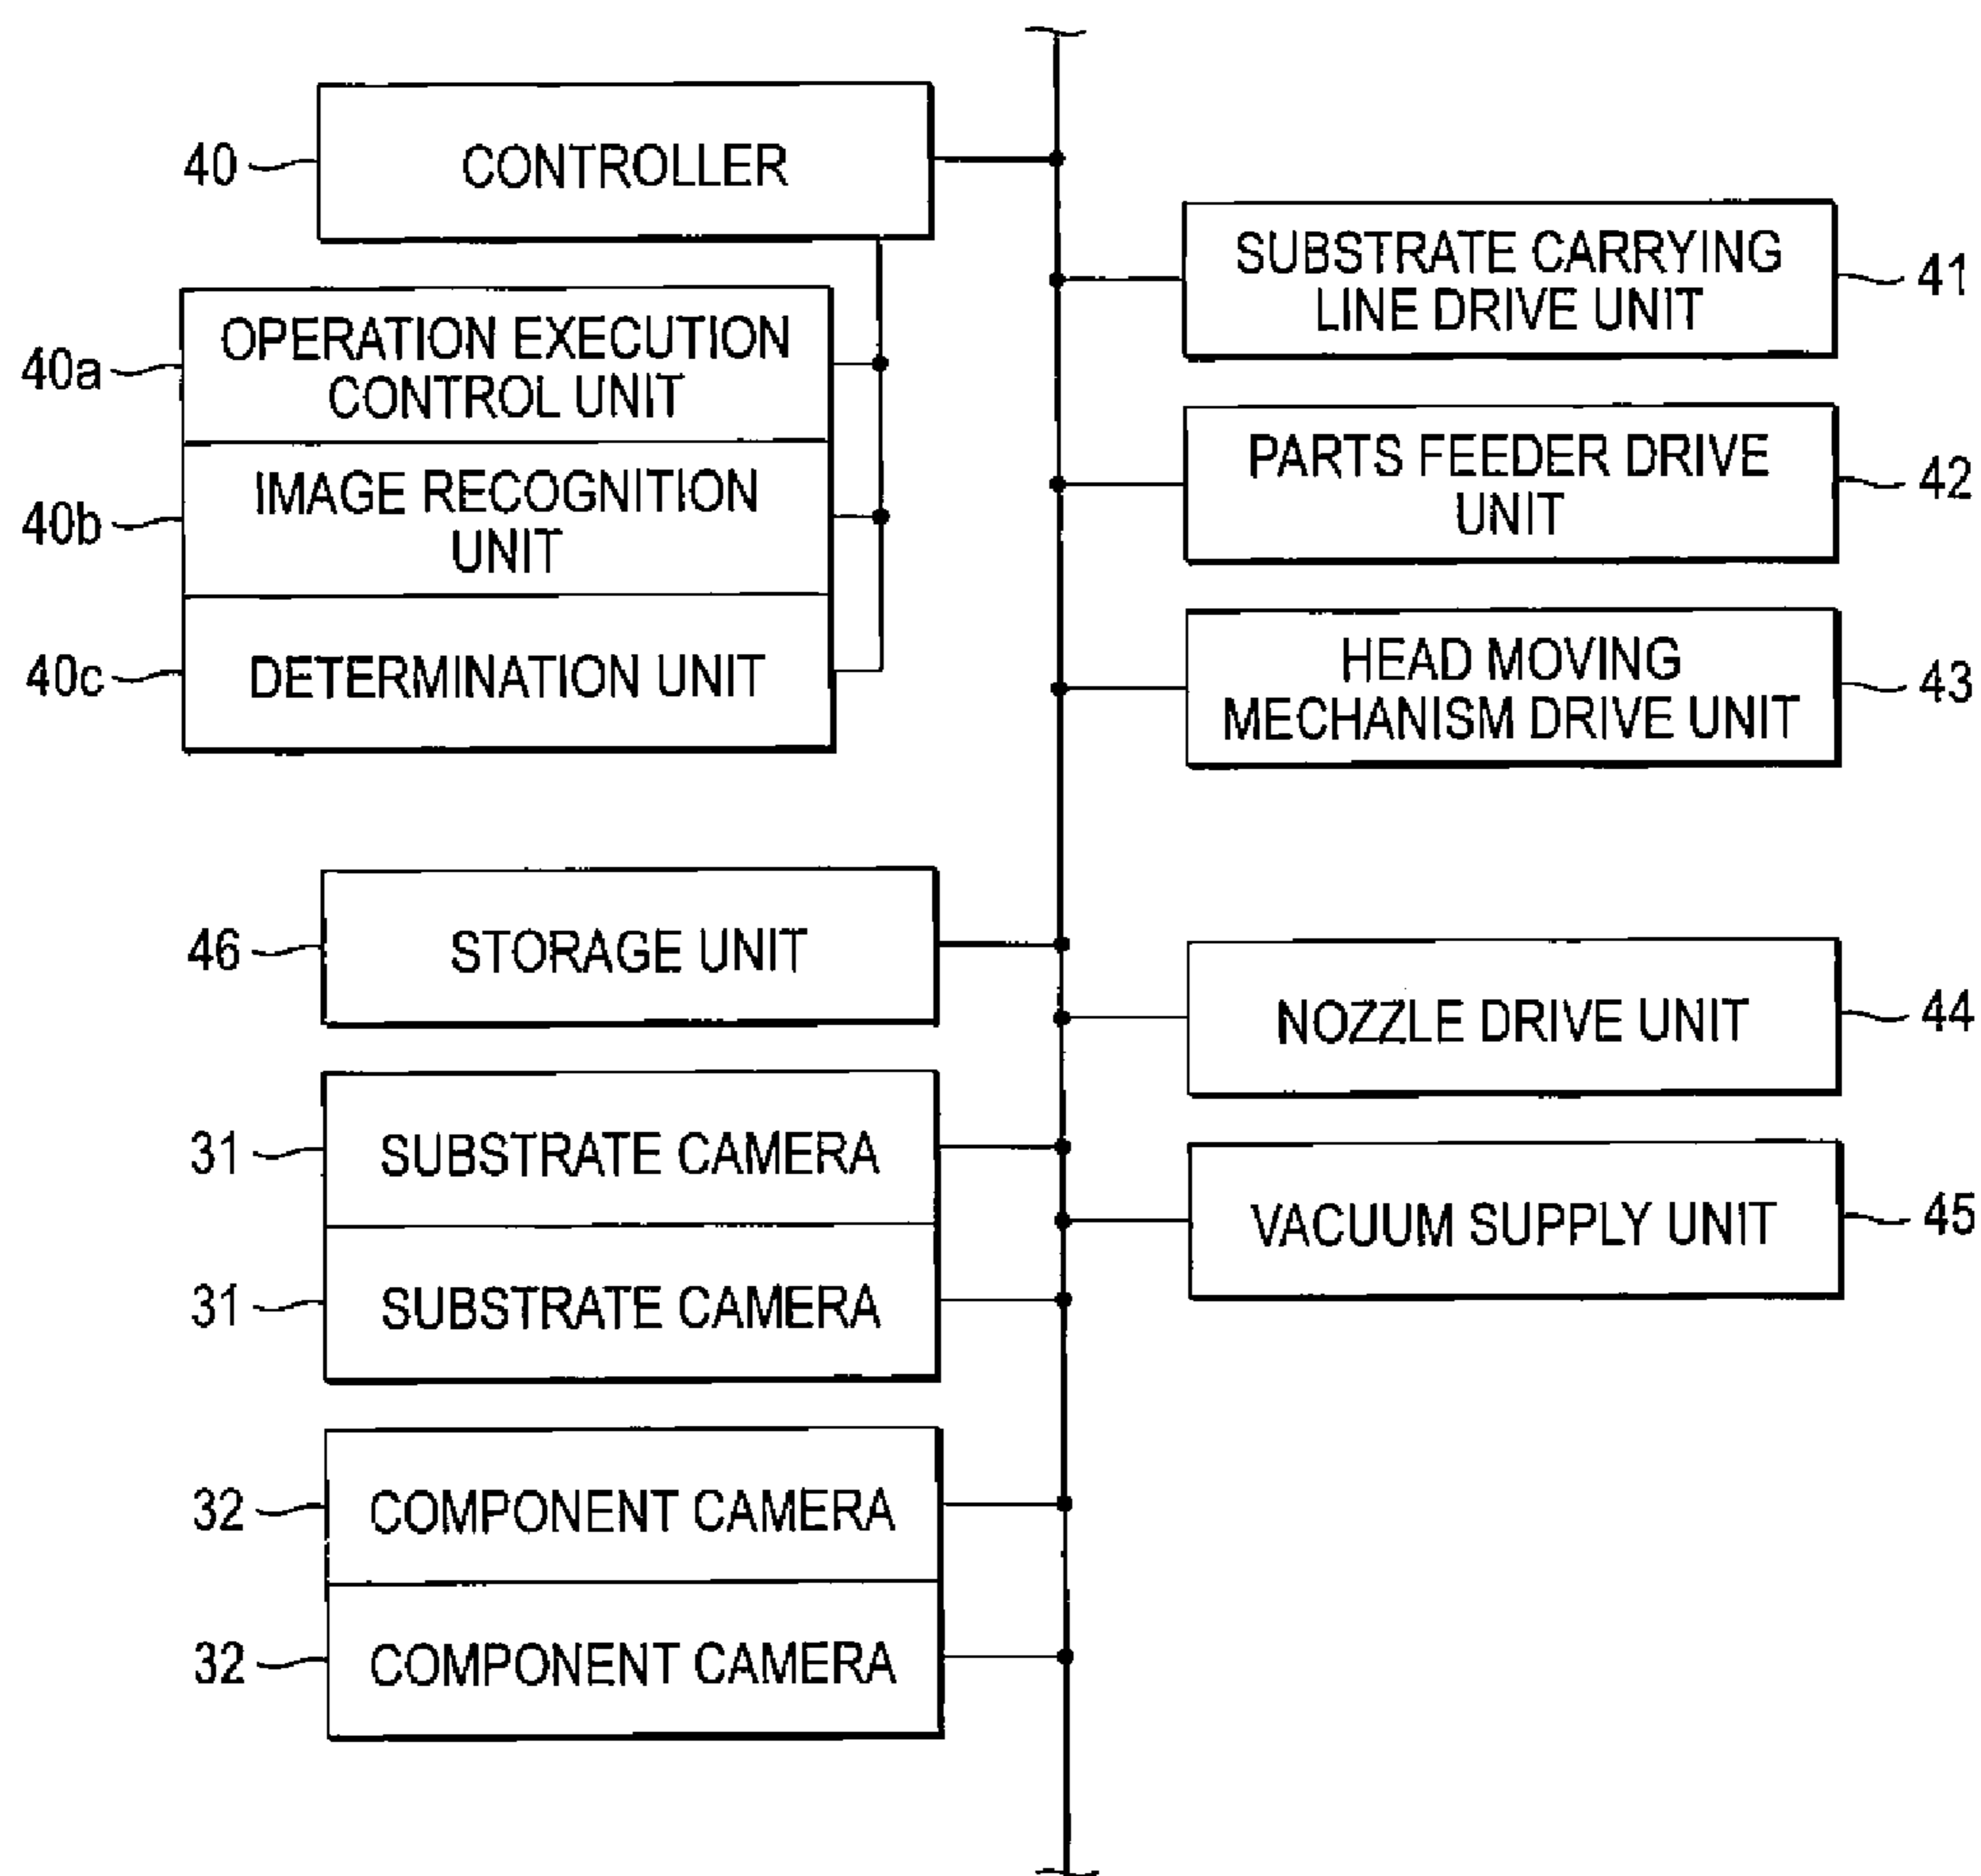 40
CONTROLLER
40a
OPERATION EXECUTION
CONTROL UNIT
40b
IMAGE RECOGNITION
UNIT
40c
DETERMINATION UNIT
46
STORAGE UNIT
31
SUBSTRATE CAMERA
31
SUBSTRATE CAMERA
32
COMPONENT CAMERA
32
COMPONENT CAMERA
SUBSTRATE CARRYING
LINE DRIVE UNIT
41
PARTS FEEDER DRIVE
UNIT
42
HEAD MOVING
MECHANISM DRIVE UNIT
43
NOZZLE DRIVE UNIT
44
VACUUM SUPPLY UNIT
45